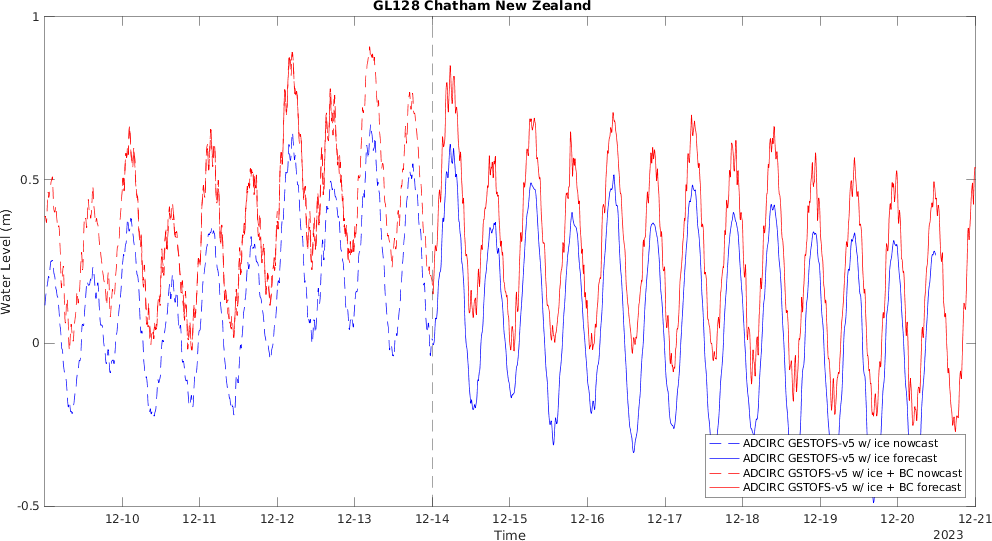 GL128 Chatham New Zealand
1
0.5
0
-0.5
Water Level (m)
ADCIRC GESTOFS-v5 w/ ice nowcast
ADCIRC GESTOFS-v5 w/ ice forecast
ADCIRC GSTOFS-v5 w/ ice + BC nowcast
ADCIRC GSTOFS-v5 w/ ice + BC forecast
12-10 12-11 12-12 12-13 12-14 12-15 12-16 12-17 12-18 12-19 12-20 12-21
Time
2023